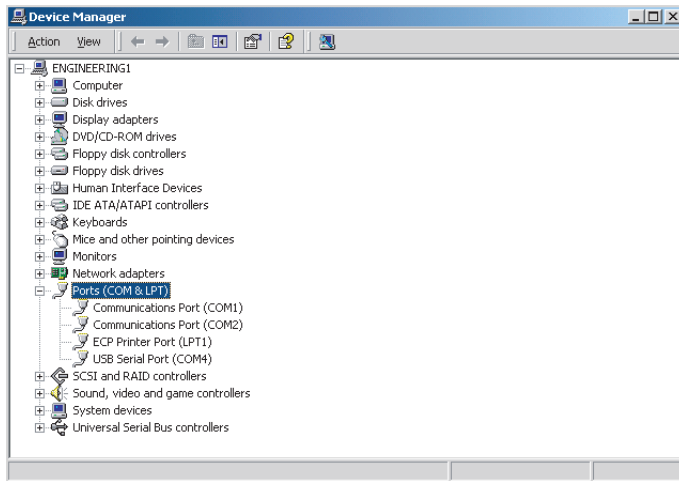 Device Manager
Action View
ENGINEERING1
Computer
Disk drives
Display adapters
DVD/CD-ROM drives
Floppy disk controllers
Floppy disk drives
Human Interface Devices
IDE ATA/ATAPI controllers
Keyboards
Mice and other pointing devices
Monitors
Network adapters
Ports (COM & LPT)
Communications Port (COM1)
Communications Port (COM2)
ECP Printer Port (LPT1)
USB Serial Port (COM4)
SCSI and RAID controllers
Sound, video and game controllers
System devices
Universal Serial Bus controllers